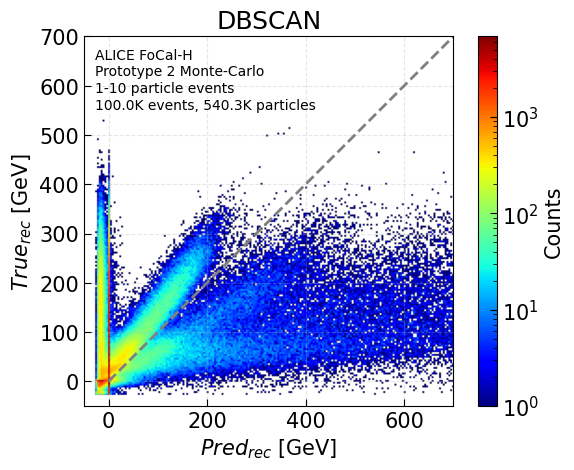 DBSCAN
ALICE FoCal-H
Prototype 2 Monte-Carlo
1-10 particle events
100.0K events, 540.3K particles
700
600
500
400
300
200
100
0
True_rec [GeV]
0 200 400 600
Pred_rec [GeV]
10^3
10^2
10^1
10^0
Counts